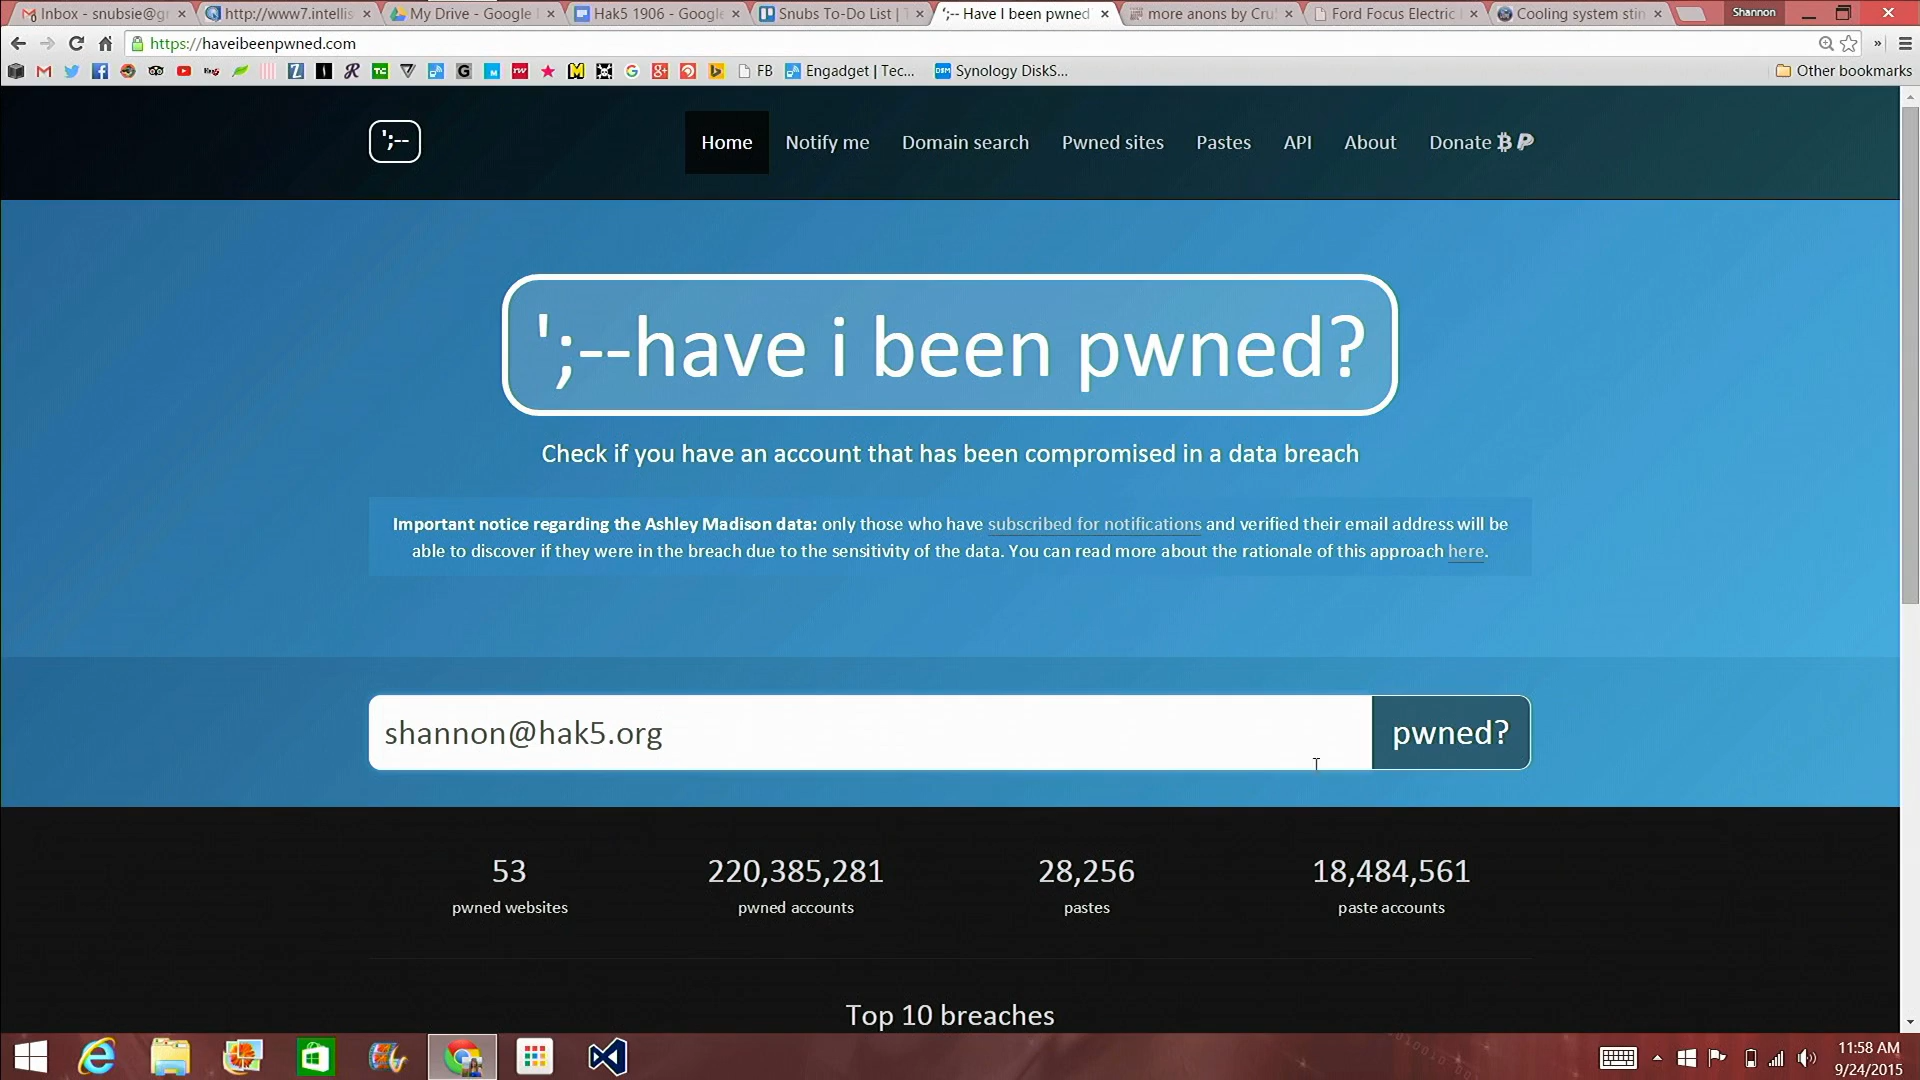 Inbox - snubsie@g
http://www7.intellis
My Drive - Google
Hak5 1906 - Google
Snubs To-Do List | T
';-- Have I been pwned
more anons by Cru
Ford Focus Electric
Cooling system stin
Shannon
https://haveibeenpwned.com
FB
Engadget | Tec...
Synology DiskS...
Other bookmarks
';--
Home
Notify me
Domain search
Pwned sites
Pastes
API
About
Donate
';--have i been pwned?
Check if you have an account that has been compromised in a data breach
Important notice regarding the Ashley Madison data: only those who have subscribed for notifications and verified their email address will be
able to discover if they were in the breach due to the sensitivity of the data. You can read more about the rationale of this approach here.
shannon@hak5.org
pwned?
53
pwned websites
220,385,281
pwned accounts
28,256
pastes
18,484,561
paste accounts
Top 10 breaches
11:58 AM
9/24/2015